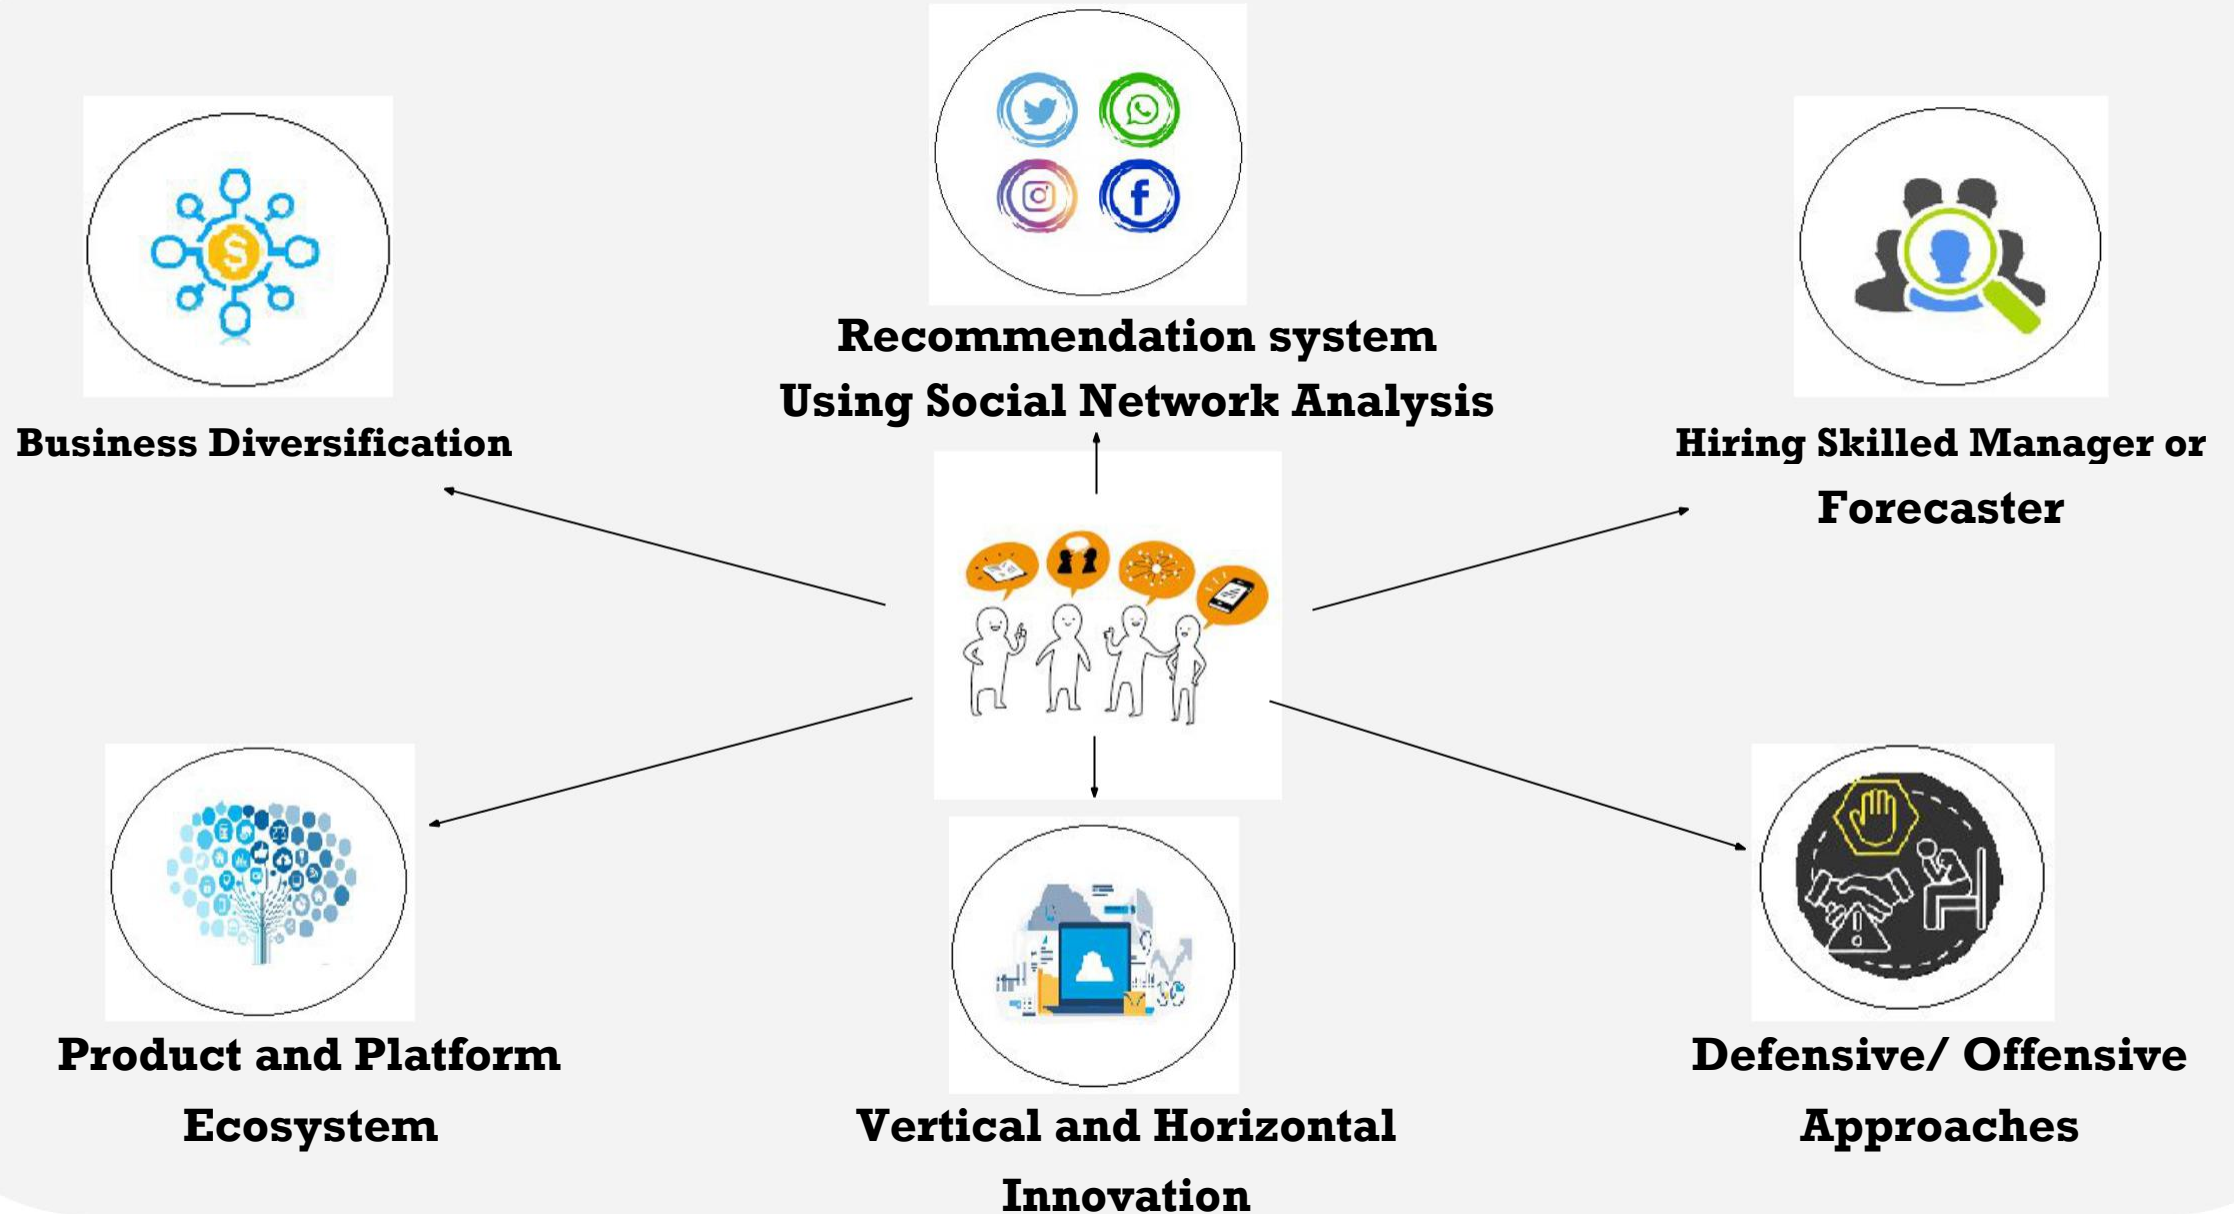 Recommendation system
Using Social Network Analysis
Business Diversification
Hiring Skilled Manager or
Forecaster
Product and Platform
Ecosystem
Vertical and Horizontal
Innovation
Defensive/ Offensive
Approaches